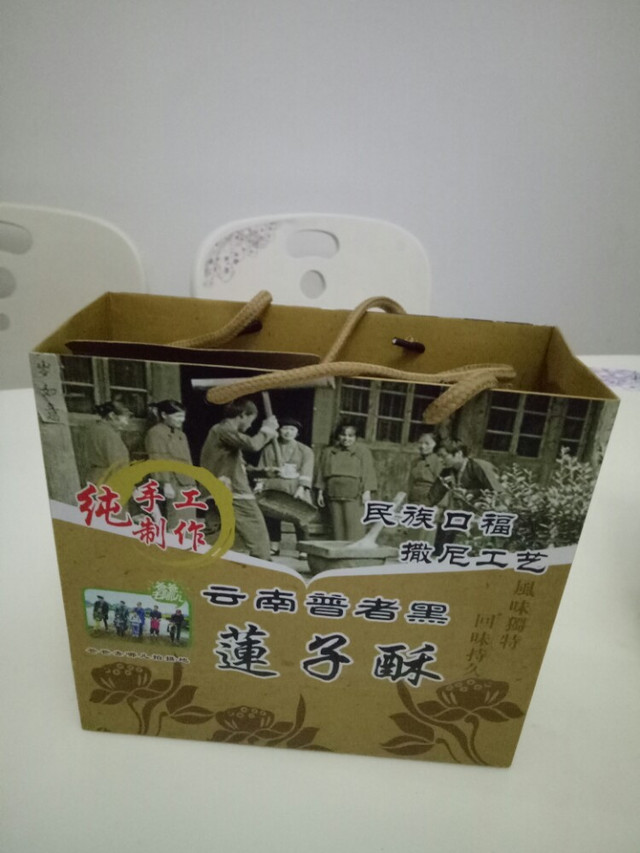 纯手工
制作
民族口福
撒尼工艺
云南普者黑
蓮子酥
風味獨特
回味持久